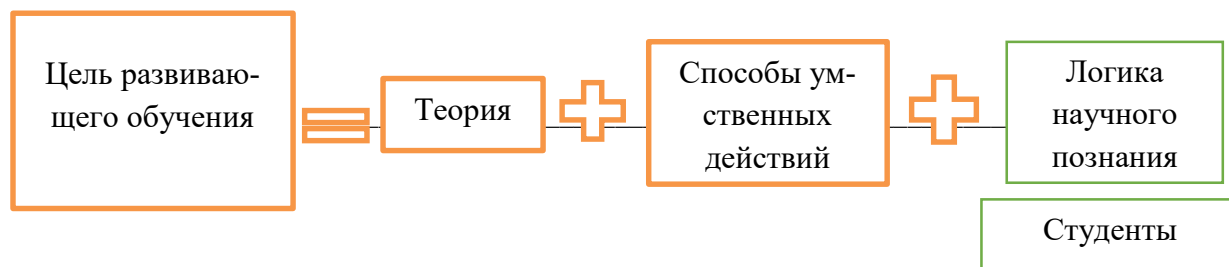 Цель развиваю-
щего обучения
Теория
Способы ум-
ственных
действий
Логика
научного
познания
Студенты